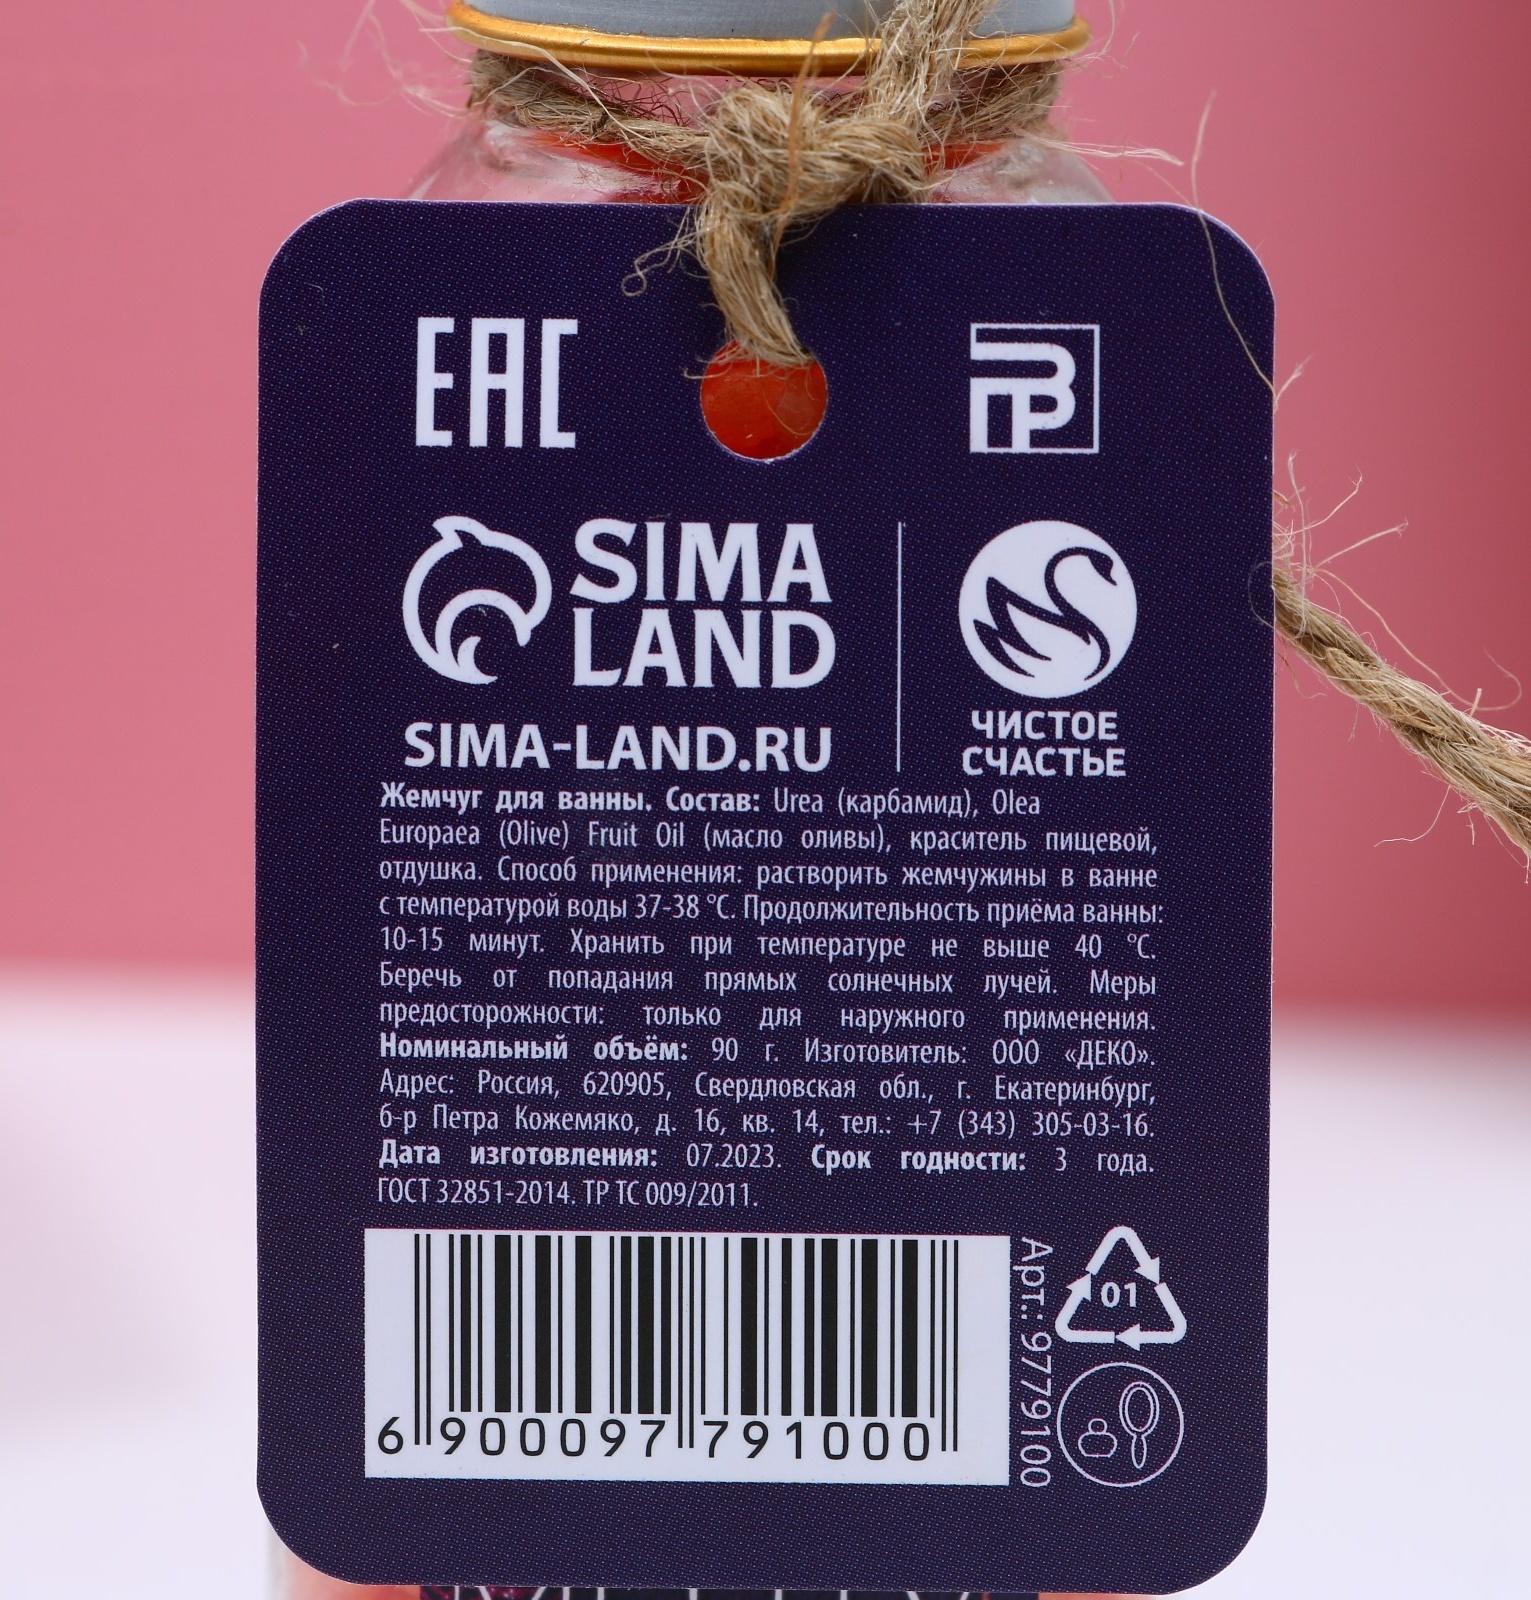 ЕАС
SIMA
LAND
SIMA-LAND.RU
ЧИСТОЕ
СЧАСТЬЕ
Жемчуг для ванны. Состав: Urea (карбамид), Olea
Europaea (Olive) Fruit Oil (масло оливы), краситель пищевой,
отдушка. Способ применения: растворить жемчужины в ванне
с температурой воды 37-38 °С. Продолжительность приёма ванны:
10-15 минут. Хранить при температуре не выше 40 °С.
Беречь от попадания прямых солнечных лучей. Меры
предосторожности: только для наружного применения.
Номинальный объём: 90 г. Изготовитель: ООО «ДЕКО».
Адрес: Россия, 620905, Свердловская обл., г. Екатеринбург,
б-р Петра Кожемяко, д. 16, кв. 14, тел.: +7 (343) 305-03-16.
Дата изготовления: 07.2023. Срок годности: 3 года.
ГОСТ 32851-2014. ТР ТС 009/2011.
6 900097 791000
Арт.: 9779100
01